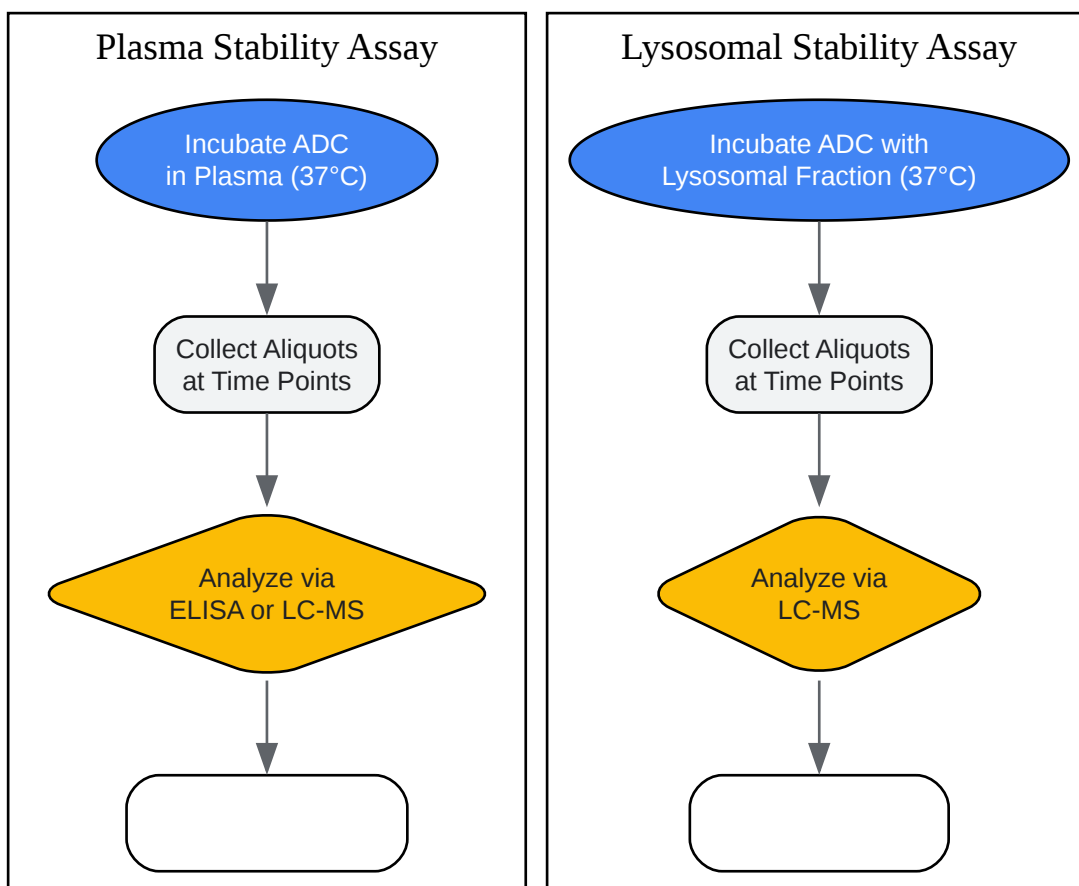 Plasma Stability Assay
Incubate ADC
in Plasma (37°C)
Collect Aliquots
at Time Points
Analyze via
ELISA or LC-MS
Lysosomal Stability Assay
Incubate ADC with
Lysosomal Fraction (37°C)
Collect Aliquots
at Time Points
Analyze via
LC-MS